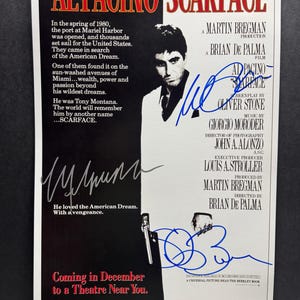 AL PACINO SCARFACE
In the spring of 1980,
the port at Mariel Harbor
was opened, and thousands
set sail for the United States.
They came in search
of the American Dream.
One of them found it on the
sun-washed avenues of
Miami...wealth, power and
passion beyond
his wildest dreams.
He was Tony Montana.
The world will remember
him by another name
...SCARFACE.
He loved the American Dream.
With a vengeance.
A MARTIN BREGMAN
PRODUCTION
A BRIAN DE PALMA
FILM
AL PACINO
SCARFACE
SCREENPLAY BY
OLIVER STONE
MUSIC BY
GIORGIO MORODER
DIRECTOR OF PHOTOGRAPHY
JOHN A. ALONZO
A.S.C.
EXECUTIVE PRODUCER
LOUIS A. STROLLER
PRODUCED BY
MARTIN BREGMAN
DIRECTED BY
BRIAN DE PALMA
Coming in December
to a Theatre Near You.